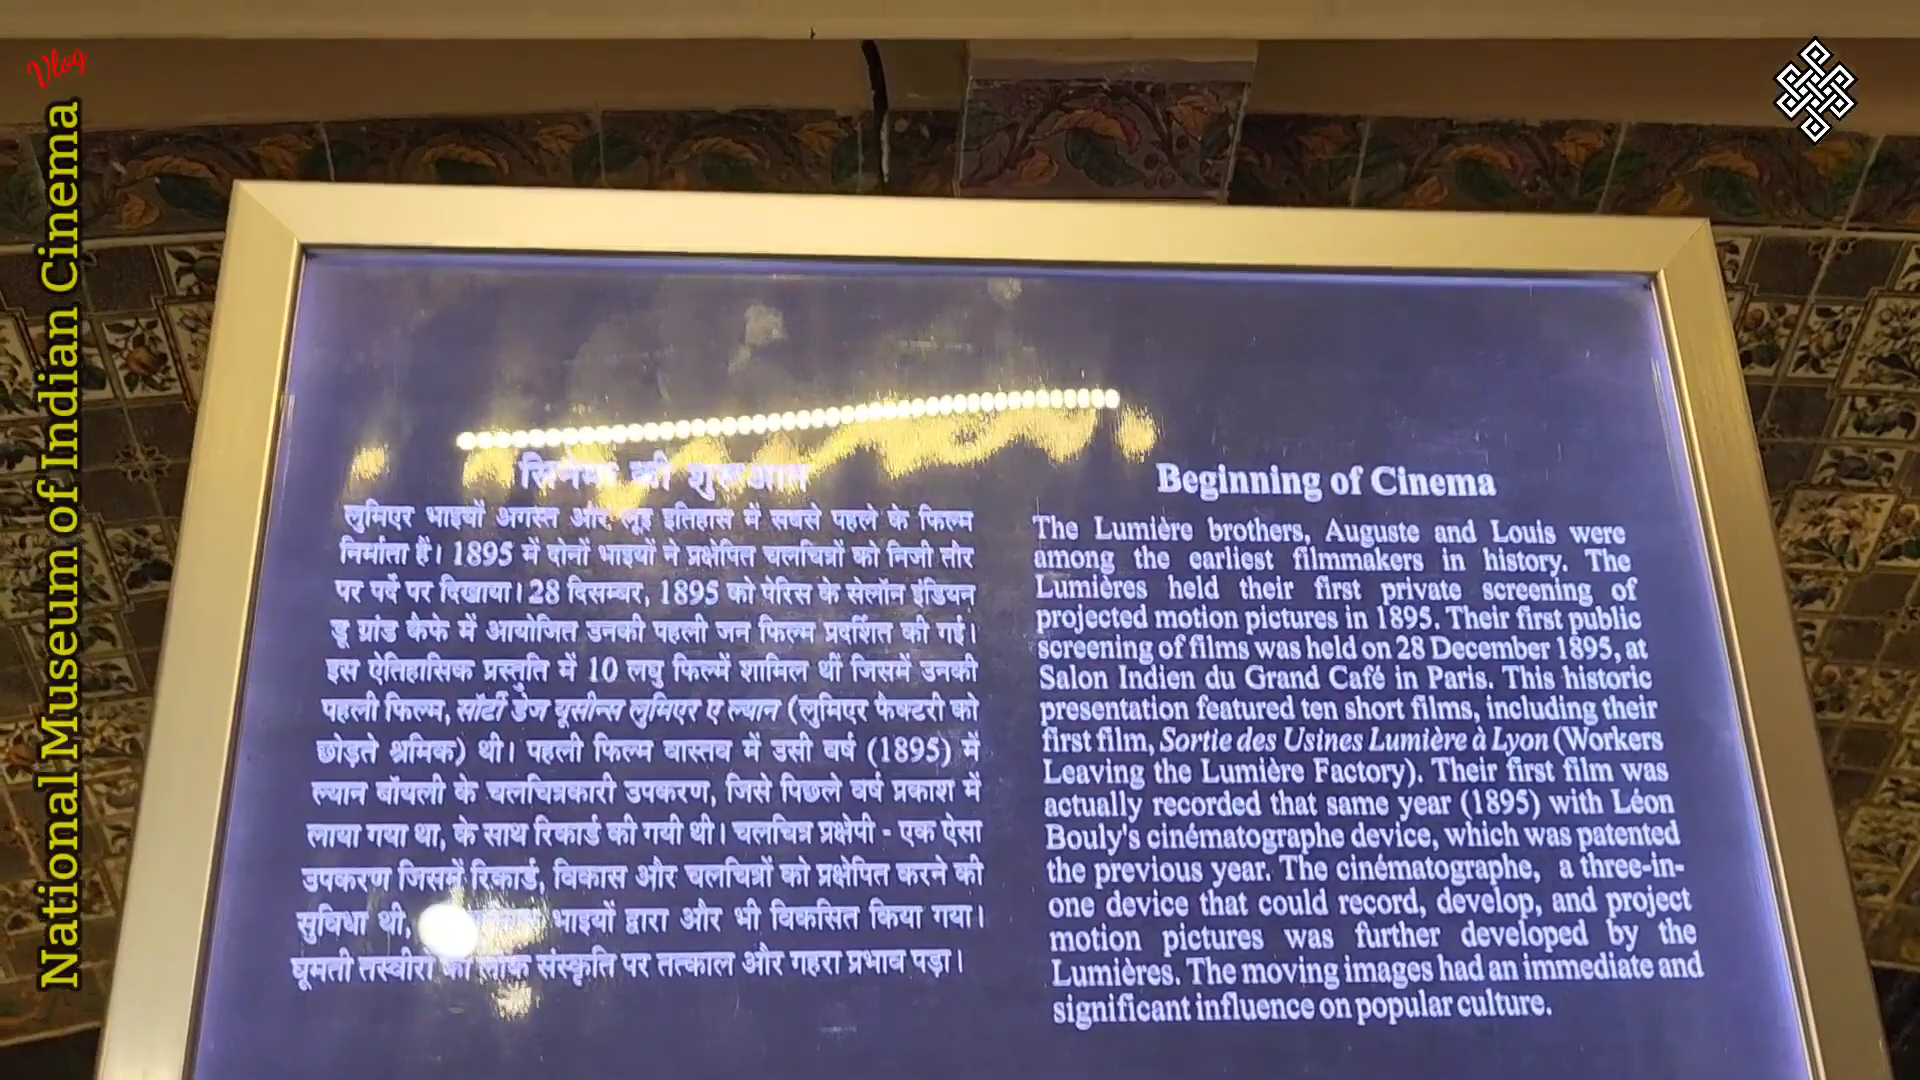 Vlog
National Museum of Indian Cinema
सिनेमा की शुरुआत
लुमिएर भाइयों अगस्त और लूइ इतिहास में सबसे पहले के फिल्म
निर्माता हैं। 1895 में दोनों भाइयों ने प्रक्षेपित चलचित्रों को निजी तौर
पर पर्दे पर दिखाया। 28 दिसम्बर, 1895 को पेरिस के सेलॉन इंडियन
डू ग्रांड कैफे में आयोजित उनकी पहली जन फिल्म प्रदर्शित की गई।
इस ऐतिहासिक प्रस्तुति में 10 लघु फिल्में शामिल थीं जिसमें उनकी
पहली फिल्म, सॉर्टी डेज यूसीन्स लुमिएर ए ल्यान (लुमिएर फैक्टरी को
छोड़ते श्रमिक) थी। पहली फिल्म वास्तव में उसी वर्ष (1895) में
ल्यान बॉयली के चलचित्रकारी उपकरण, जिसे पिछले वर्ष प्रकाश में
लाया गया था, के साथ रिकार्ड की गयी थी। चलचित्र प्रक्षेपी - एक ऐसा
उपकरण जिसमें रिकार्ड, विकास और चलचित्रों को प्रक्षेपित करने की
सुविधा थी, भाइयों द्वारा और भी विकसित किया गया।
घूमती तस्वीरों का लोक संस्कृति पर तत्काल और गहरा प्रभाव पड़ा।
Beginning of Cinema
The Lumière brothers, Auguste and Louis were
among the earliest filmmakers in history. The
Lumières held their first private screening of
projected motion pictures in 1895. Their first public
screening of films was held on 28 December 1895, at
Salon Indien du Grand Café in Paris. This historic
presentation featured ten short films, including their
first film, Sortie des Usines Lumière à Lyon (Workers
Leaving the Lumière Factory). Their first film was
actually recorded that same year (1895) with Léon
Bouly's cinématographe device, which was patented
the previous year. The cinématographe, a three-in-
one device that could record, develop, and project
motion pictures was further developed by the
Lumières. The moving images had an immediate and
significant influence on popular culture.